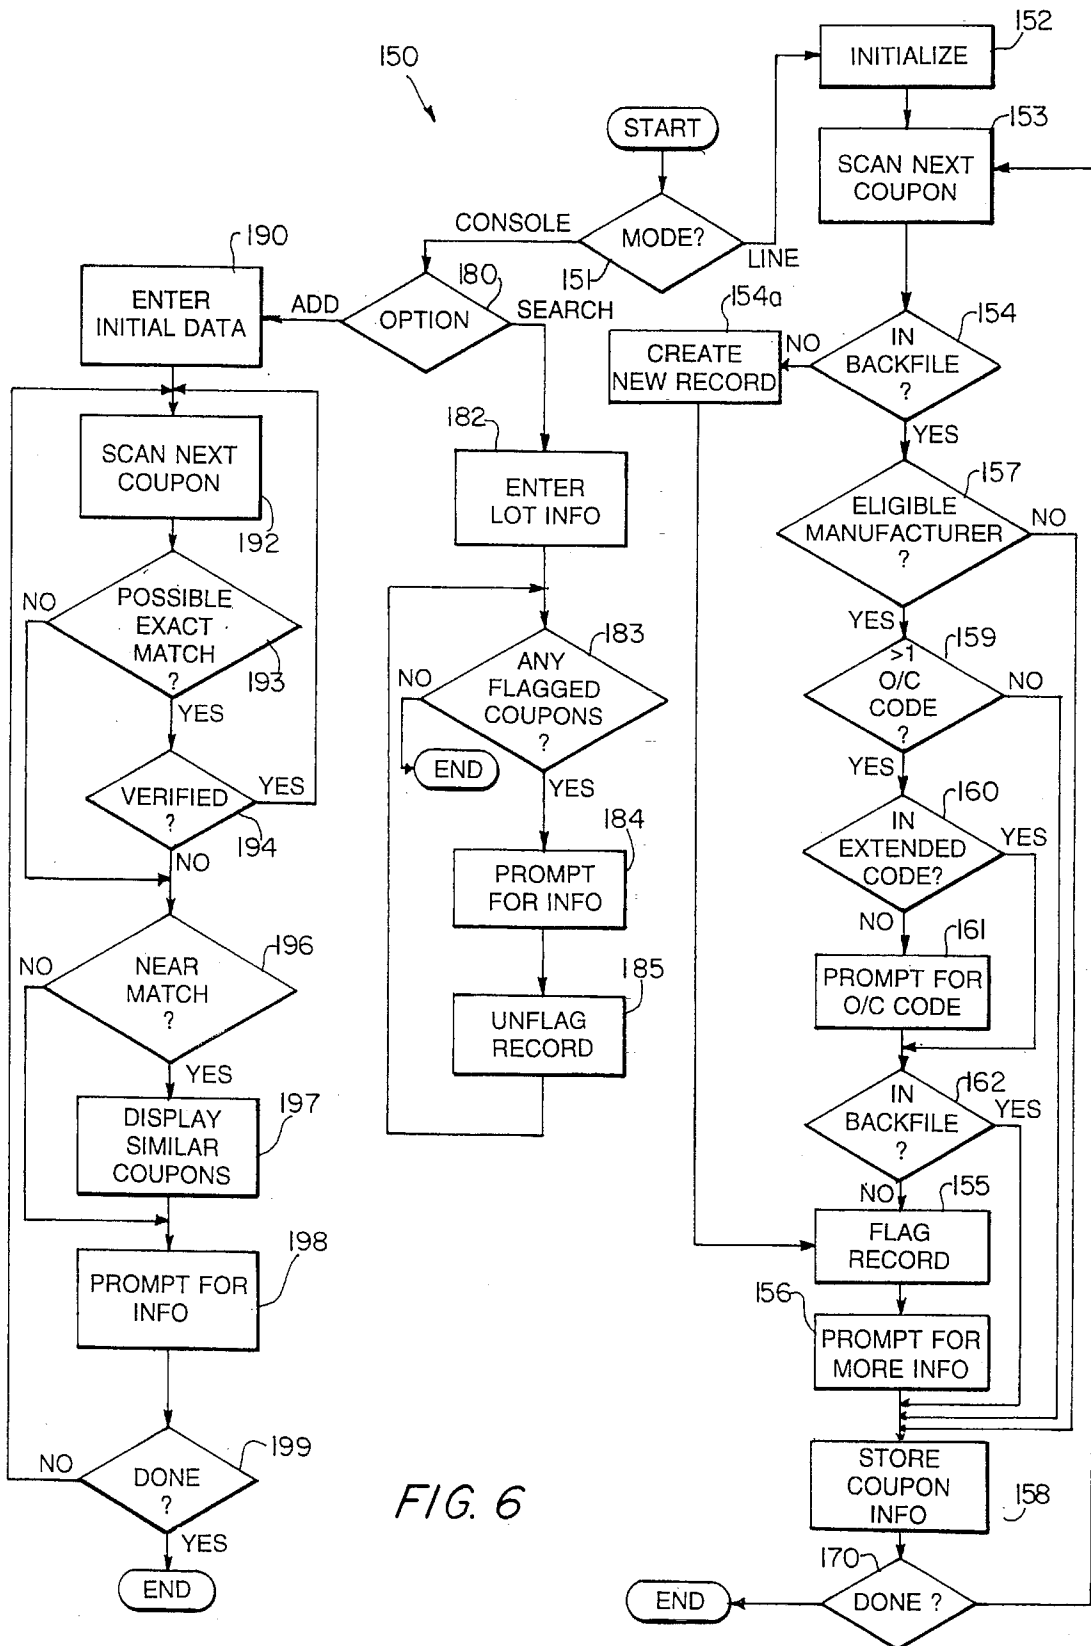 150
START
MODE?
151
CONSOLE
LINE
152
INITIALIZE
153
SCAN NEXT
COUPON
154
IN
BACKFILE
?
NO
YES
154a
CREATE
NEW RECORD
157
ELIGIBLE
MANUFACTURER
?
NO
YES
159
>1
O/C
CODE
?
NO
YES
160
IN
EXTENDED
CODE?
YES
NO
161
PROMPT FOR
O/C CODE
162
IN
BACKFILE
?
YES
NO
155
FLAG
RECORD
156
PROMPT FOR
MORE INFO
STORE
COUPON
INFO
158
170
DONE ?
END
180
OPTION
ADD
SEARCH
182
ENTER
LOT INFO
183
ANY
FLAGGED
COUPONS
?
NO
END
YES
184
PROMPT
FOR INFO
185
UNFLAG
RECORD
190
ENTER
INITIAL DATA
SCAN NEXT
COUPON
192
POSSIBLE
EXACT
MATCH
?
193
NO
YES
VERIFIED
?
194
YES
NO
196
NEAR
MATCH
?
NO
YES
197
DISPLAY
SIMILAR
COUPONS
198
PROMPT FOR
INFO
199
DONE
?
NO
YES
END
FIG. 6